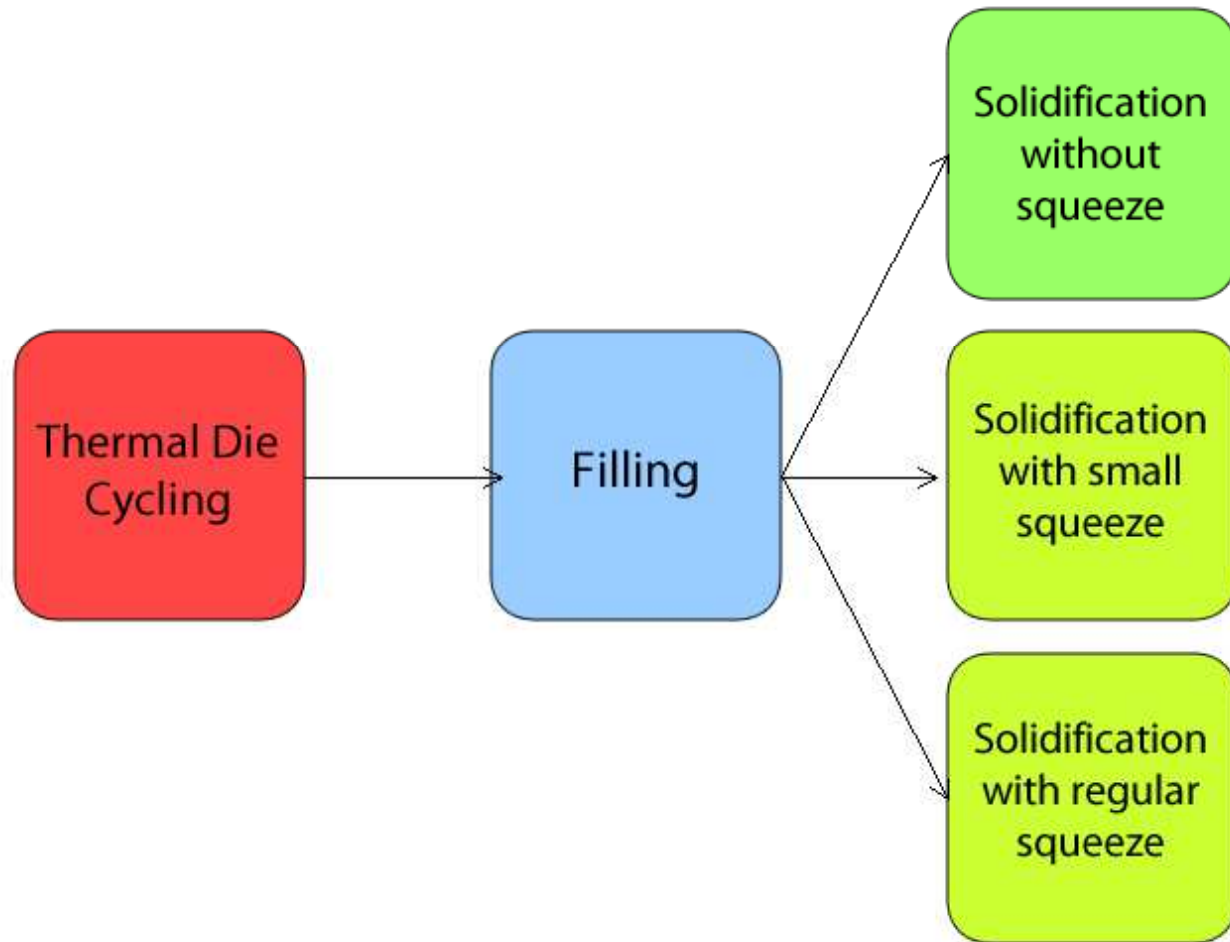 Thermal Die
Cycling
Filling
Solidification
without
squeeze
Solidification
with small
squeeze
Solidification
with regular
squeeze